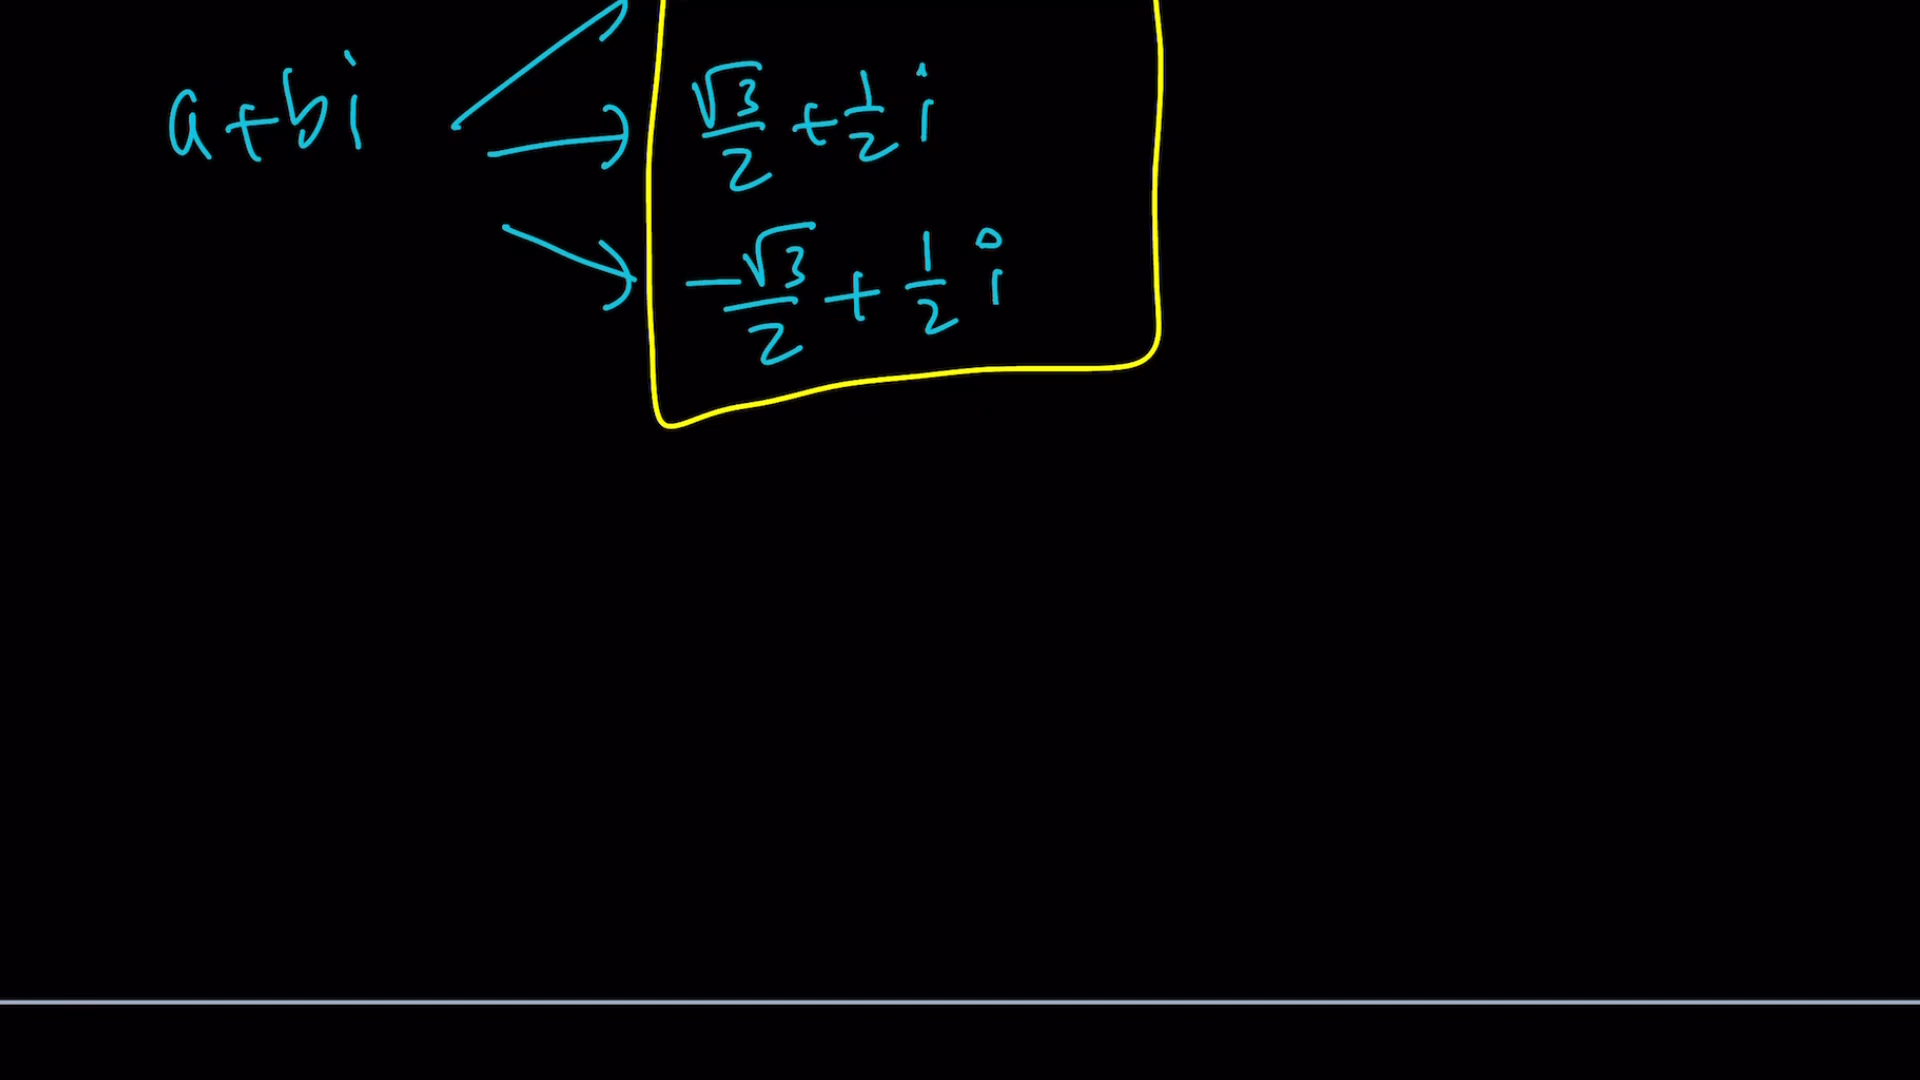 a+bi
√3/2 + 1/2 i
-√3/2 + 1/2 i